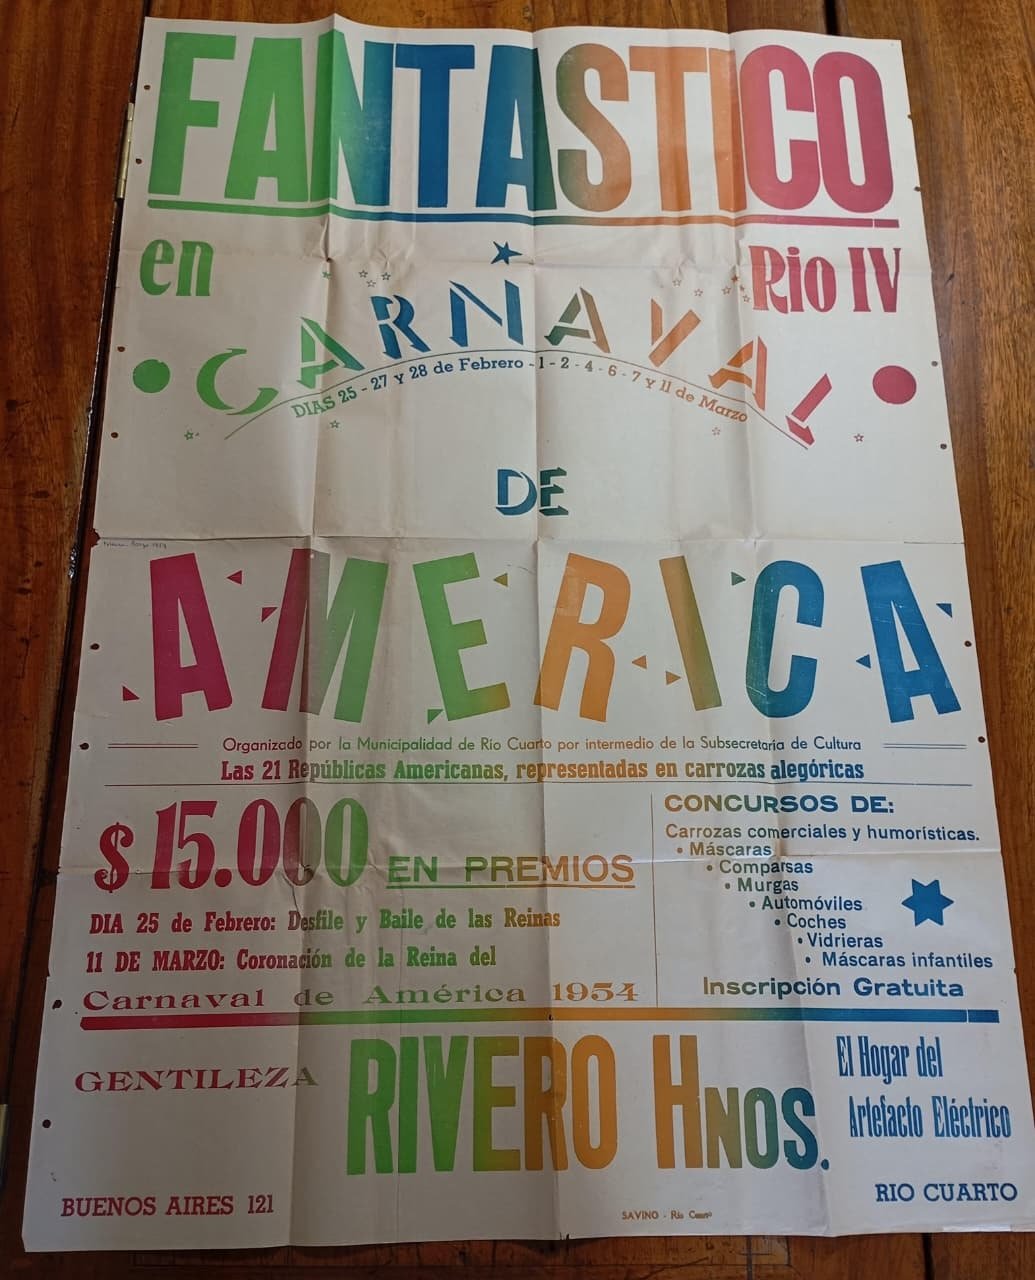 FANTASTICO
en Rio IV
CARNAVAL
DIAS 25 - 27 Y 28 de Febrero - 1 - 2 - 4 - 6 - 7 y 11 de Marzo
DE
AMERICA
Organizado por la Municipalidad de Río Cuarto por intermedio de la Subsecretaría de Cultura
Las 21 Repúblicas Americanas, representadas en carrozas alegóricas
$ 15.000 EN PREMIOS
DIA 25 de Febrero: Desfile y Baile de las Reinas
11 DE MARZO: Coronación de la Reina del
Carnaval de América 1954
CONCURSOS DE:
Carrozas comerciales y humorísticas.
• Máscaras
• Comparsas
• Murgas
• Automóviles
• Coches
• Vidrieras
• Máscaras infantiles
Inscripción Gratuita
GENTILEZA
RIVERO HNOS.
El Hogar del
Artefacto Eléctrico
BUENOS AIRES 121
RIO CUARTO
SAVINO - Río Cuarto